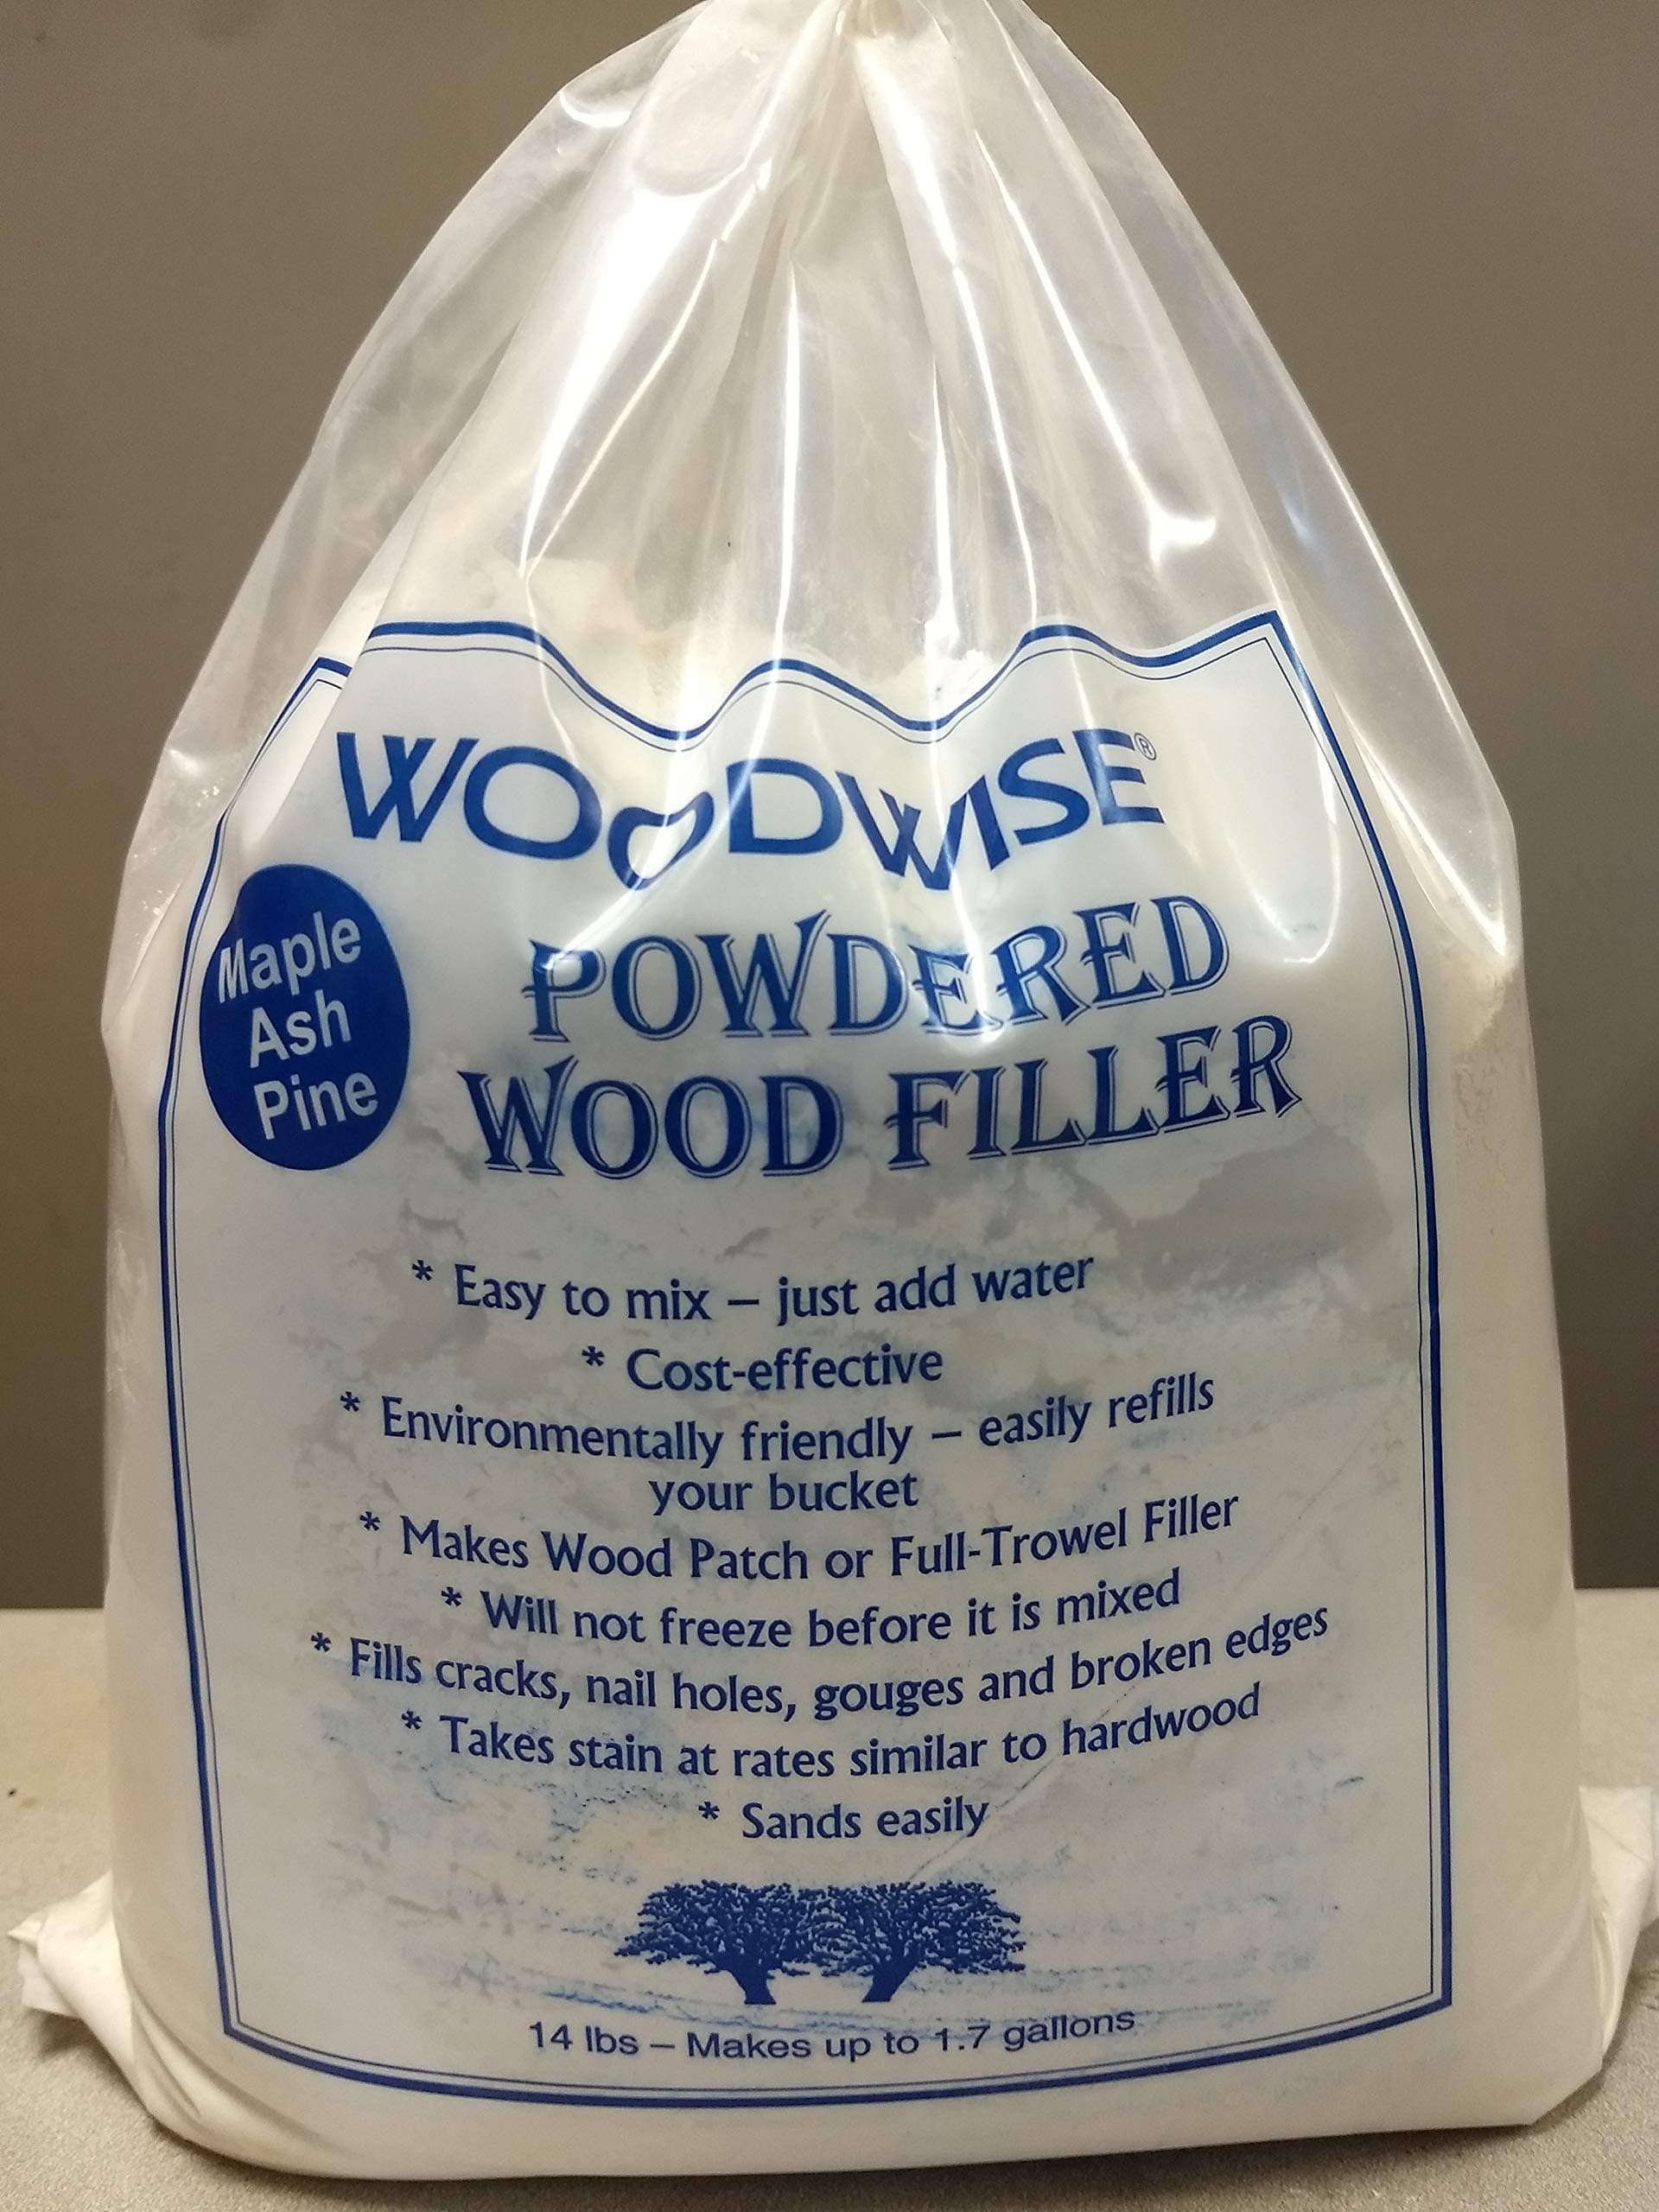 WOODWISE®
Maple
Ash
Pine
POWDERED
WOOD FILLER
* Easy to mix – just add water
* Cost-effective
* Environmentally friendly – easily refills
your bucket
* Makes Wood Patch or Full-Trowel Filler
* Will not freeze before it is mixed
* Fills cracks, nail holes, gouges and broken edges
* Takes stain at rates similar to hardwood
* Sands easily
14 lbs – Makes up to 1.7 gallons